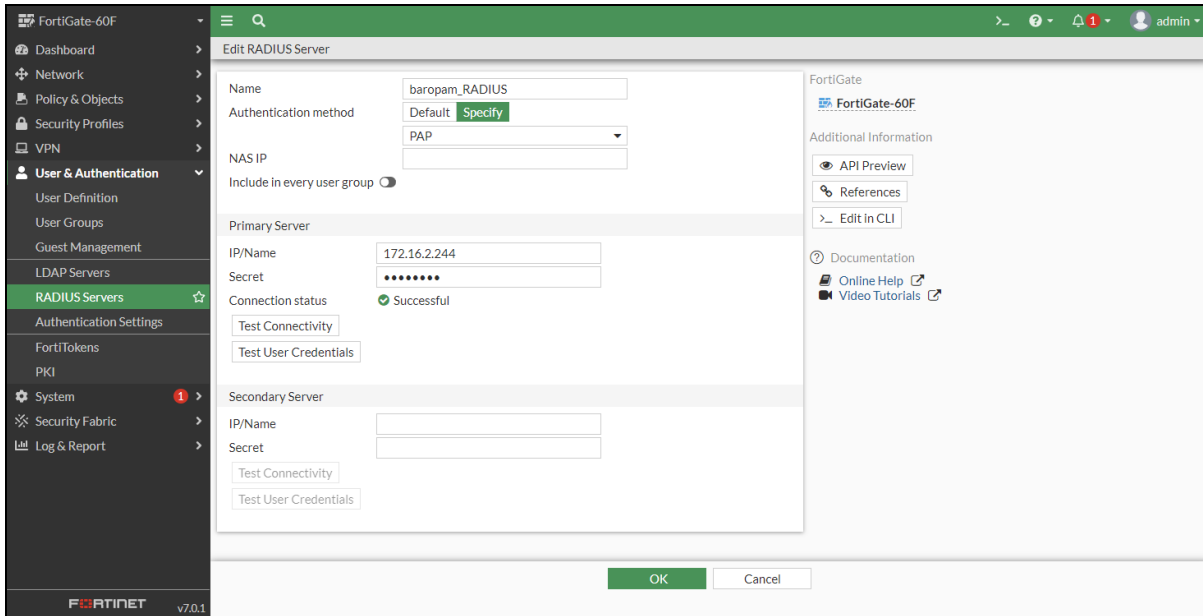 FortiGate-60F
1
admin
Dashboard
Network
Policy & Objects
Security Profiles
VPN
User & Authentication
User Definition
User Groups
Guest Management
LDAP Servers
RADIUS Servers
Authentication Settings
FortiTokens
PKI
System 1
Security Fabric
Log & Report
FORTINET v7.0.1
Edit RADIUS Server
Name baropam_RADIUS
Authentication method Default Specify
PAP
NAS IP
Include in every user group
Primary Server
IP/Name 172.16.2.244
Secret ••••••••
Connection status Successful
Test Connectivity
Test User Credentials
Secondary Server
IP/Name
Secret
Test Connectivity
Test User Credentials
OK Cancel
FortiGate
FortiGate-60F
Additional Information
API Preview
References
>_ Edit in CLI
Documentation
Online Help
Video Tutorials